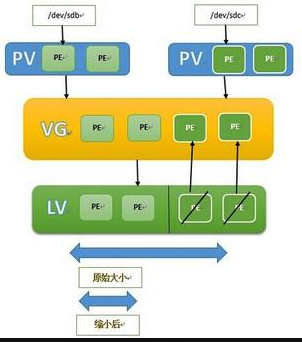 /dev/sdb /dev/sdc
PV PE PE PV PE PE
VG PE PE PE PE
LV PE PE PE PE
原始大小
缩小后